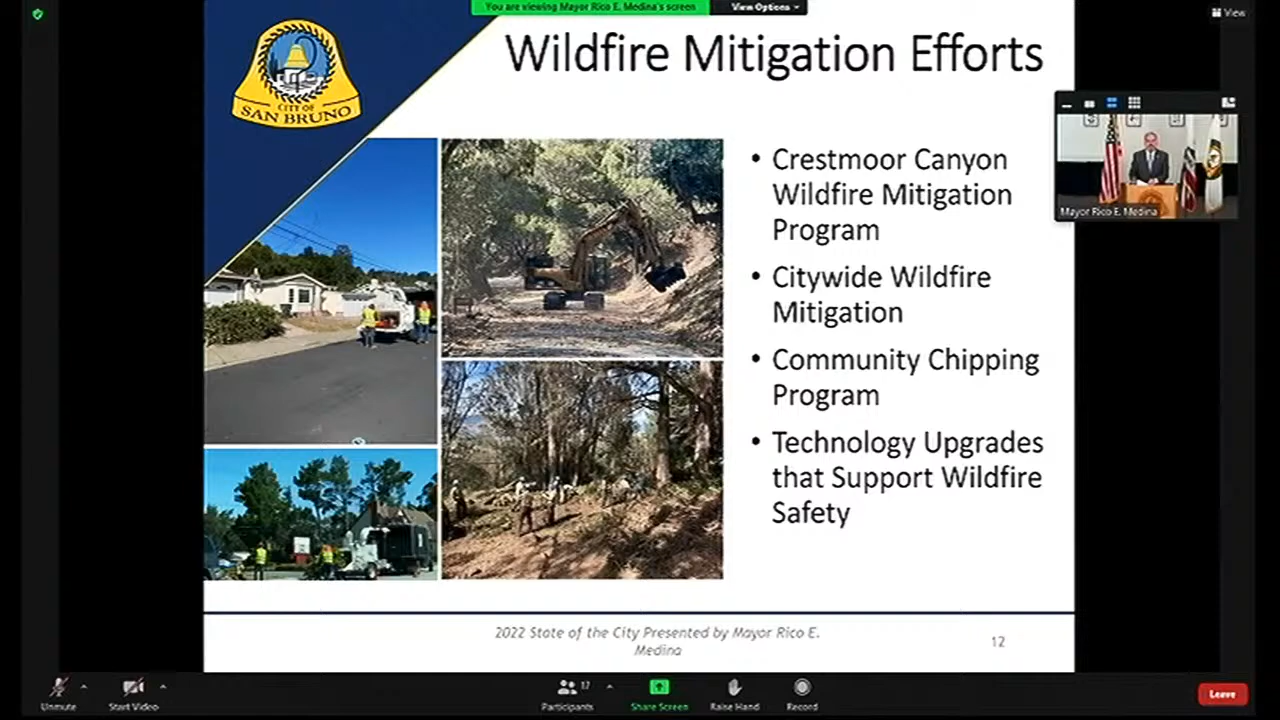 You are viewing Mayor Rico E. Medina's screen
View Options
View
CITY OF
SAN BRUNO
Wildfire Mitigation Efforts
Mayor Rico E. Medina
• Crestmoor Canyon
Wildfire Mitigation
Program
• Citywide Wildfire
Mitigation
• Community Chipping
Program
• Technology Upgrades
that Support Wildfire
Safety
2022 State of the City Presented by Mayor Rico E.
Medina
12
Unmute
Start Video
17
Participants
Share Screen
Raise Hand
Record
Leave